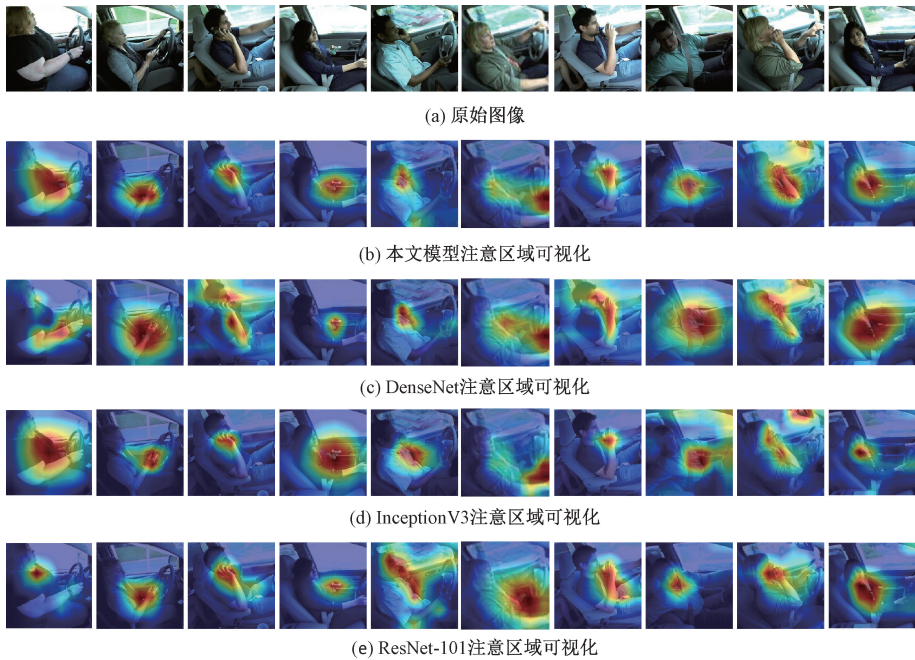 (a) 原始图像
(b) 本文模型注意区域可视化
(c) DenseNet注意区域可视化
(d) InceptionV3注意区域可视化
(e) ResNet-101注意区域可视化